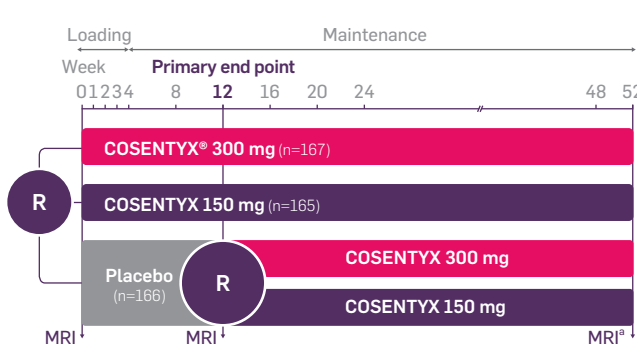 Loading Maintenance
Week Primary end point
0 1 2 3 4 8 12 16 20 24 48 52
COSENTYX® 300 mg (n=167)
R
COSENTYX 150 mg (n=165)
Placebo
(n=166)
R
COSENTYX 300 mg
COSENTYX 150 mg
MRI MRI MRIᵃ